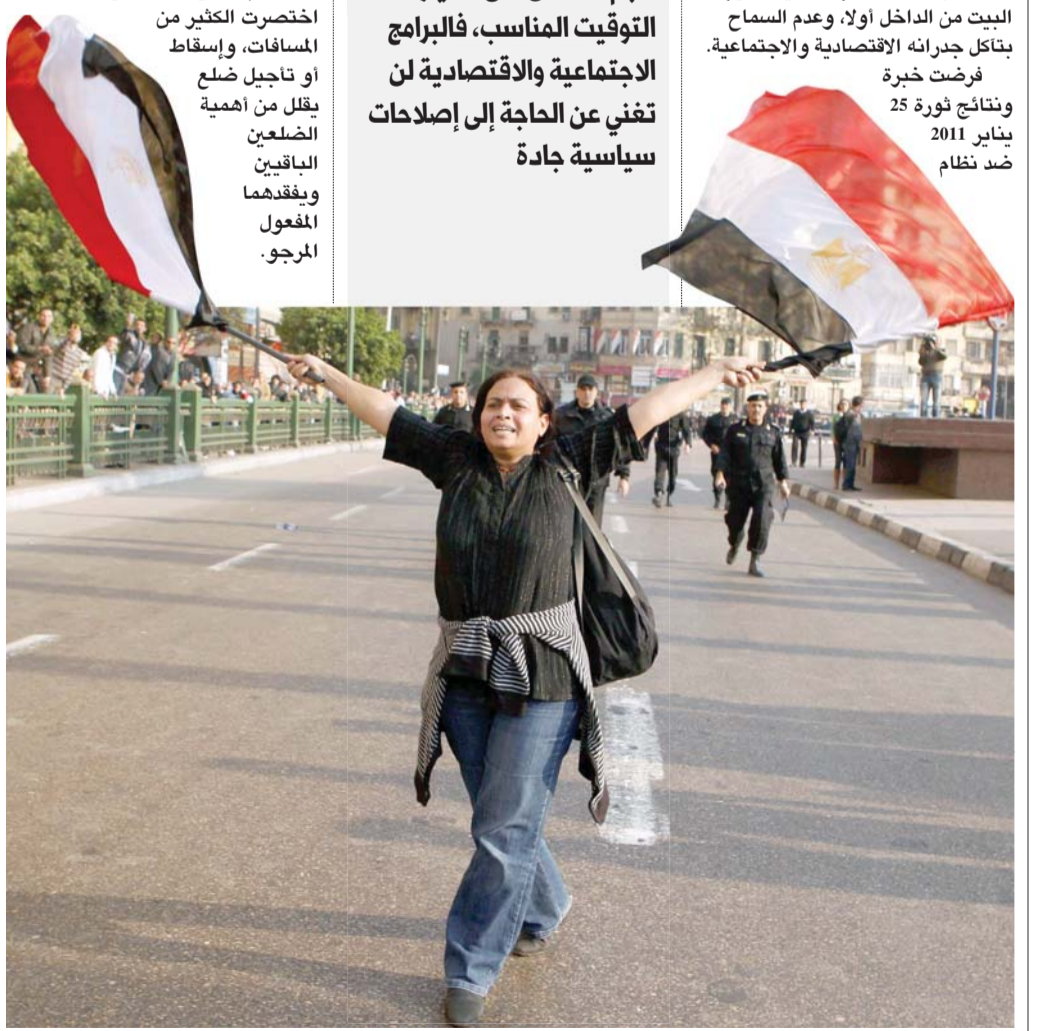 البيت من الداخل أولا، وعدم السماح
بتآكل جدرانه الاقتصادية والاجتماعية.
فرضت خبرة
ونتائج ثورة 25
يناير 2011
ضد نظام
التوقيت المناسب، فالبرامج
الاجتماعية والاقتصادية لن
تغني عن الحاجة إلى إصلاحات
سياسية جادة
اختصرت الكثير من
المسافات، وإسقاط
أو تأجيل ضلع
يقلل من أهمية
الضلعين
الباقيين
ويفقدهما
المفعول
المرجو.